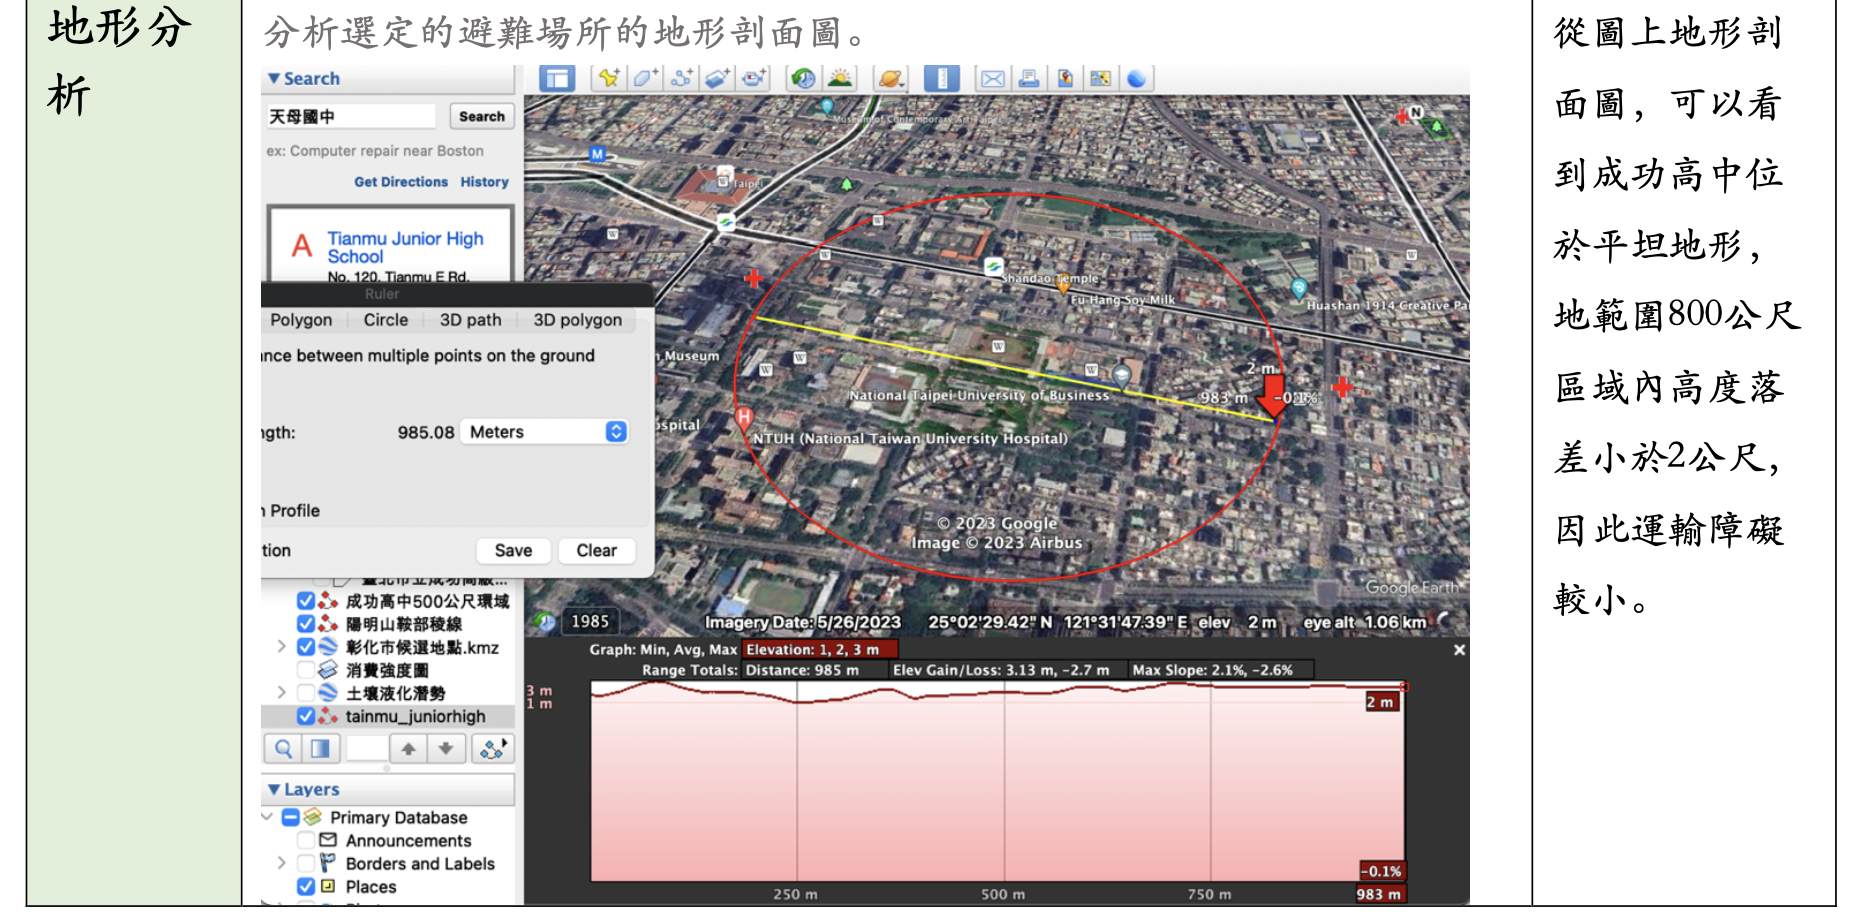 地形分
析
分析選定的避難場所的地形剖面圖。
Search
天母國中
Search
ex: Computer repair near Boston
Get Directions History
A
Tianmu Junior High
School
No. 120, Tianmu E Rd.
Ruler
Polygon
Circle
3D path
3D polygon
nce between multiple points on the ground
gth:
985.08
Meters
Profile
tion
Save
Clear
成功高中500公尺環域
陽明山鞍部稜線
彰化市候選地點.kmz
消費強度圖
土壤液化潛勢
tainmu_juniorhigh
Layers
Primary Database
Announcements
Borders and Labels
Places
Museum of Contemporary Art Taipei
N
M
W
Taipei
W
W
W
W
Shandao Temple
Fu Hang Soy Milk
Huashan 1914 Creative Pa
Museum
W
W
W
W
2 m
National Taipei University of Business
983 m
-0.1%
H
spital
NTUH (National Taiwan University Hospital)
© 2023 Google
Image © 2023 Airbus
Google Earth
1985
Imagery Date: 5/26/2023
25°02'29.42" N 121°31'47.39" E elev 2 m eye alt 1.06 km
Graph: Min, Avg, Max Elevation: 1, 2, 3 m
Range Totals: Distance: 985 m Elev Gain/Loss: 3.13 m, -2.7 m Max Slope: 2.1%, -2.6%
3 m
1 m
2 m
-0.1%
250 m
500 m
750 m
983 m
從圖上地形剖
面圖，可以看
到成功高中位
於平坦地形，
地範圍800公尺
區域內高度落
差小於2公尺，
因此運輸障礙
較小。